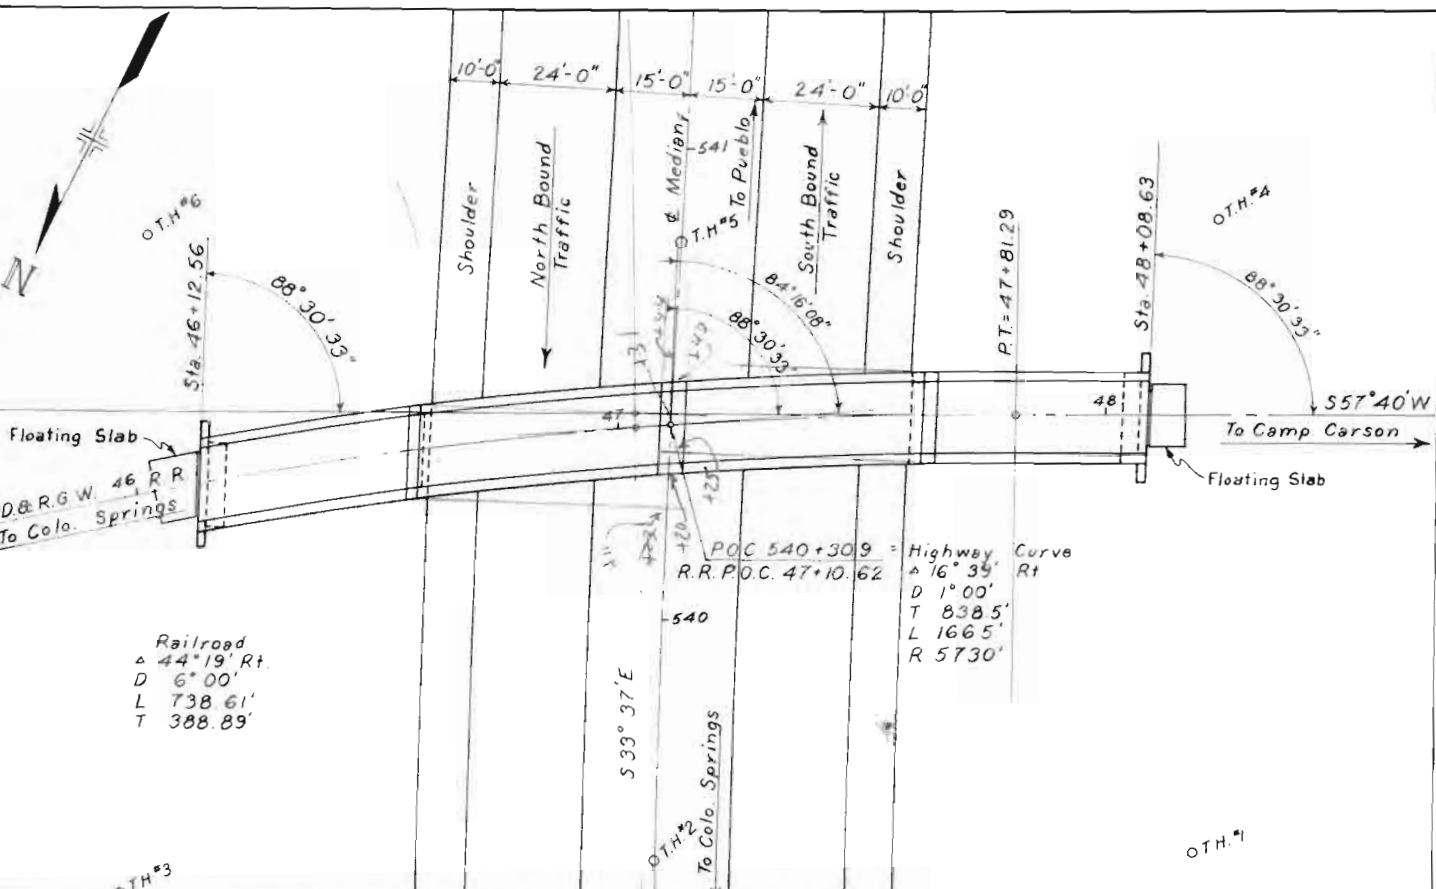 10'-0" 24'-0" 15'-0" 15'-0" 24'-0" 10'-0"
Shoulder
North Bound
Traffic
℄ Median
541
To Pueblo
South Bound
Traffic
Shoulder
N
O T.H #6
Sta. 46+12.56
88° 30' 33"
O T.H #5
84° 16' 08"
88° 30' 33"
P.T. = 47+81.29
Sta. 48+08.63
O T.H. #4
88° 30' 33"
+31
+44
+40
47
48
S57°40'W
To Camp Carson
Floating Slab
Floating Slab
46 R R
D & R.G W.
To Colo. Springs
+25
+20
P.O.C 540+30.9 =
R.R. P.O.C. 47+10.62
Highway Curve
Δ 16° 39' Rt
D 1° 00'
T 838.5'
L 1665'
R 5730'
540
Railroad
Δ 44° 19' Rt.
D 6° 00'
L 738.61'
T 388.89'
S 33° 37' E
To Colo. Springs
O T.H. #2
O T.H. #1
T.H #3